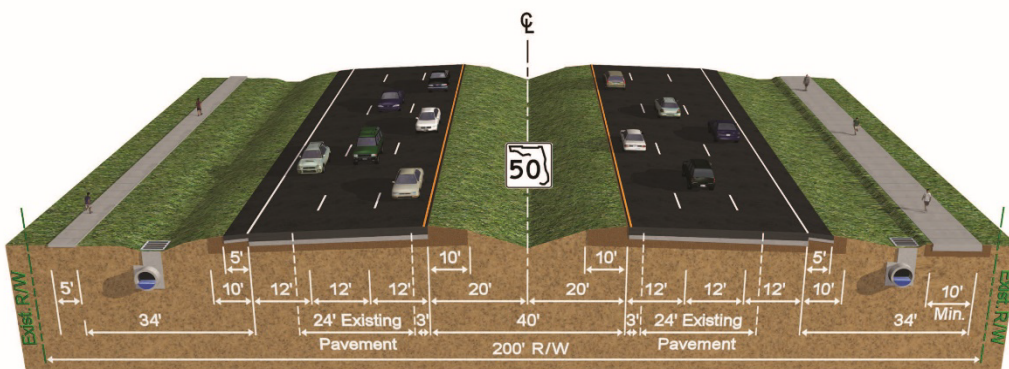 ℄
50
5' 10' 10' 5'
5' 10' 12' 12' 12' 20' 20' 12' 12' 12' 10' 10'
Min.
34' 24' Existing 3' 40' 3' 24' Existing 34'
Pavement Pavement
200' R/W
Exist. R/W
Exist. R/W